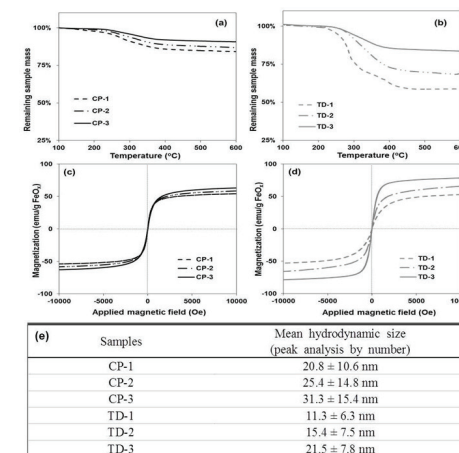 (a)
Remaining sample mass
100%
75%
50%
25%
CP-1
CP-2
CP-3
100 200 300 400 500 600
Temperature (°C)
(b)
Remaining sample mass
100%
75%
50%
25%
TD-1
TD-2
TD-3
100 200 300 400 500 600
Temperature (°C)
(c)
Magnetization (emu/g FeOₓ)
100
50
0
-50
-100
CP-1
CP-2
CP-3
-10000 -5000 0 5000 10000
Applied magnetic field (Oe)
(d)
Magnetization (emu/g FeOₓ)
100
50
0
-50
-100
TD-1
TD-2
TD-3
-10000 -5000 0 5000 10000
Applied magnetic field (Oe)
(e)
Samples
Mean hydrodynamic size
(peak analysis by number)
CP-1 20.8 ± 10.6 nm
CP-2 25.4 ± 14.8 nm
CP-3 31.3 ± 15.4 nm
TD-1 11.3 ± 6.3 nm
TD-2 15.4 ± 7.5 nm
TD-3 21.5 ± 7.8 nm